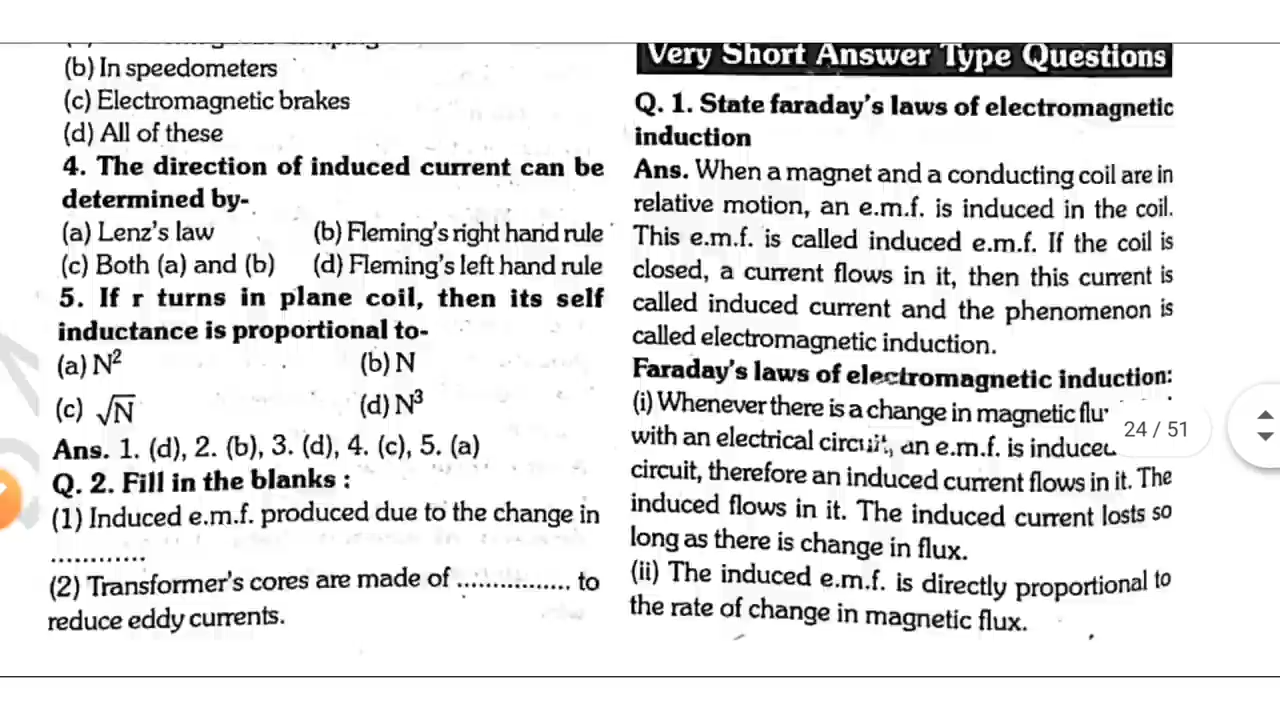 (b) In speedometers
(c) Electromagnetic brakes
(d) All of these
4. The direction of induced current can be
determined by-
(a) Lenz's law (b) Fleming's right hand rule
(c) Both (a) and (b) (d) Fleming's left hand rule
5. If r turns in plane coil, then its self
inductance is proportional to-
(a) N² (b) N
(c) √N (d) N³
Ans. 1. (d), 2. (b), 3. (d), 4. (c), 5. (a)
Q. 2. Fill in the blanks :
(1) Induced e.m.f. produced due to the change in
..............
(2) Transformer's cores are made of ................ to
reduce eddy currents.
Very Short Answer Type Questions
Q. 1. State faraday's laws of electromagnetic
induction
Ans. When a magnet and a conducting coil are in
relative motion, an e.m.f. is induced in the coil.
This e.m.f. is called induced e.m.f. If the coil is
closed, a current flows in it, then this current is
called induced current and the phenomenon is
called electromagnetic induction.
Faraday's laws of electromagnetic induction:
(i) Whenever there is a change in magnetic
with an electrical circuit, an e.m.f. is
circuit, therefore an induced current flows in it. The
induced flows in it. The induced current losts so
long as there is change in flux.
(ii) The induced e.m.f. is directly proportional to
the rate of change in magnetic flux.
24 / 51